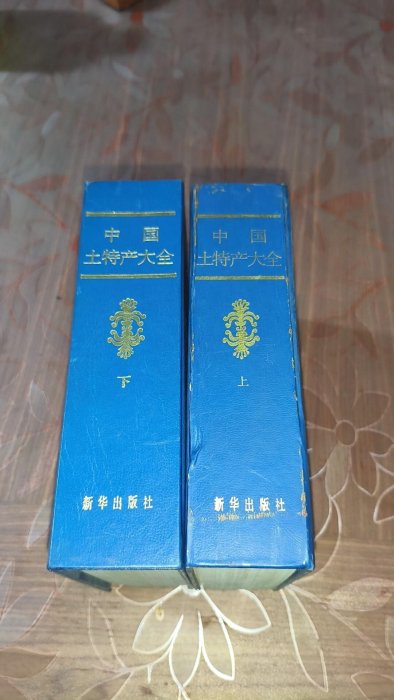 中国
土特产大全
下
新华出版社
中国
土特产大全
上
新华出版社